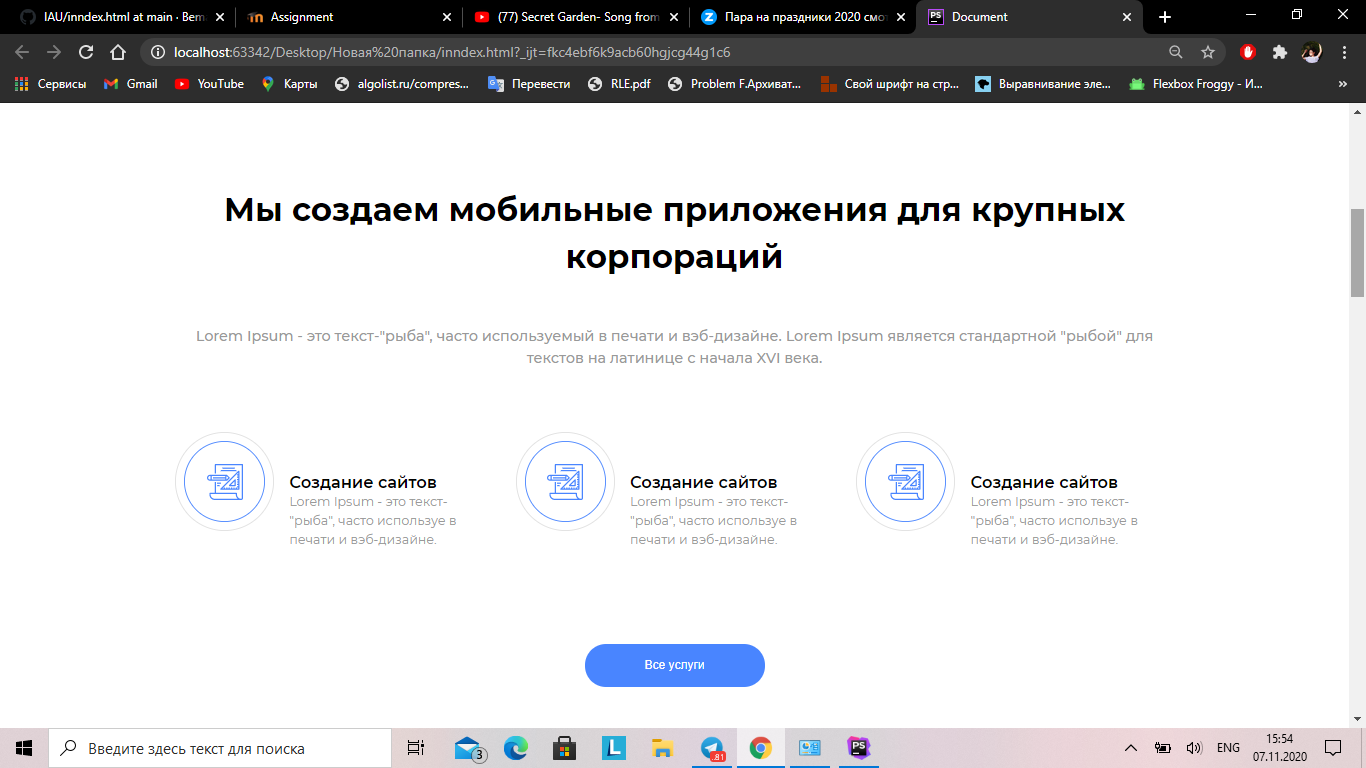 IAU/inndex.html at main · Bem
Assignment
(77) Secret Garden- Song from
Пара на праздники 2020 смот
Document
localhost:63342/Desktop/Новая%20папка/inndex.html?_ijt=fkc4ebf6k9acb60hgjcg44g1c6
Сервисы
Gmail
YouTube
Карты
algolist.ru/compres...
Перевести
RLE.pdf
Problem F.Архиват...
Свой шрифт на стр...
Выравнивание эле...
Flexbox Froggy - И...
»
Мы создаем мобильные приложения для крупных
корпораций
Lorem Ipsum - это текст-"рыба", часто используемый в печати и вэб-дизайне. Lorem Ipsum является стандартной "рыбой" для
текстов на латинице с начала XVI века.
Создание сайтов
Lorem Ipsum - это текст-
"рыба", часто используе в
печати и вэб-дизайне.
Создание сайтов
Lorem Ipsum - это текст-
"рыба", часто используе в
печати и вэб-дизайне.
Создание сайтов
Lorem Ipsum - это текст-
"рыба", часто используе в
печати и вэб-дизайне.
Все услуги
Введите здесь текст для поиска
3
L
81
PS
ENG
15:54
07.11.2020